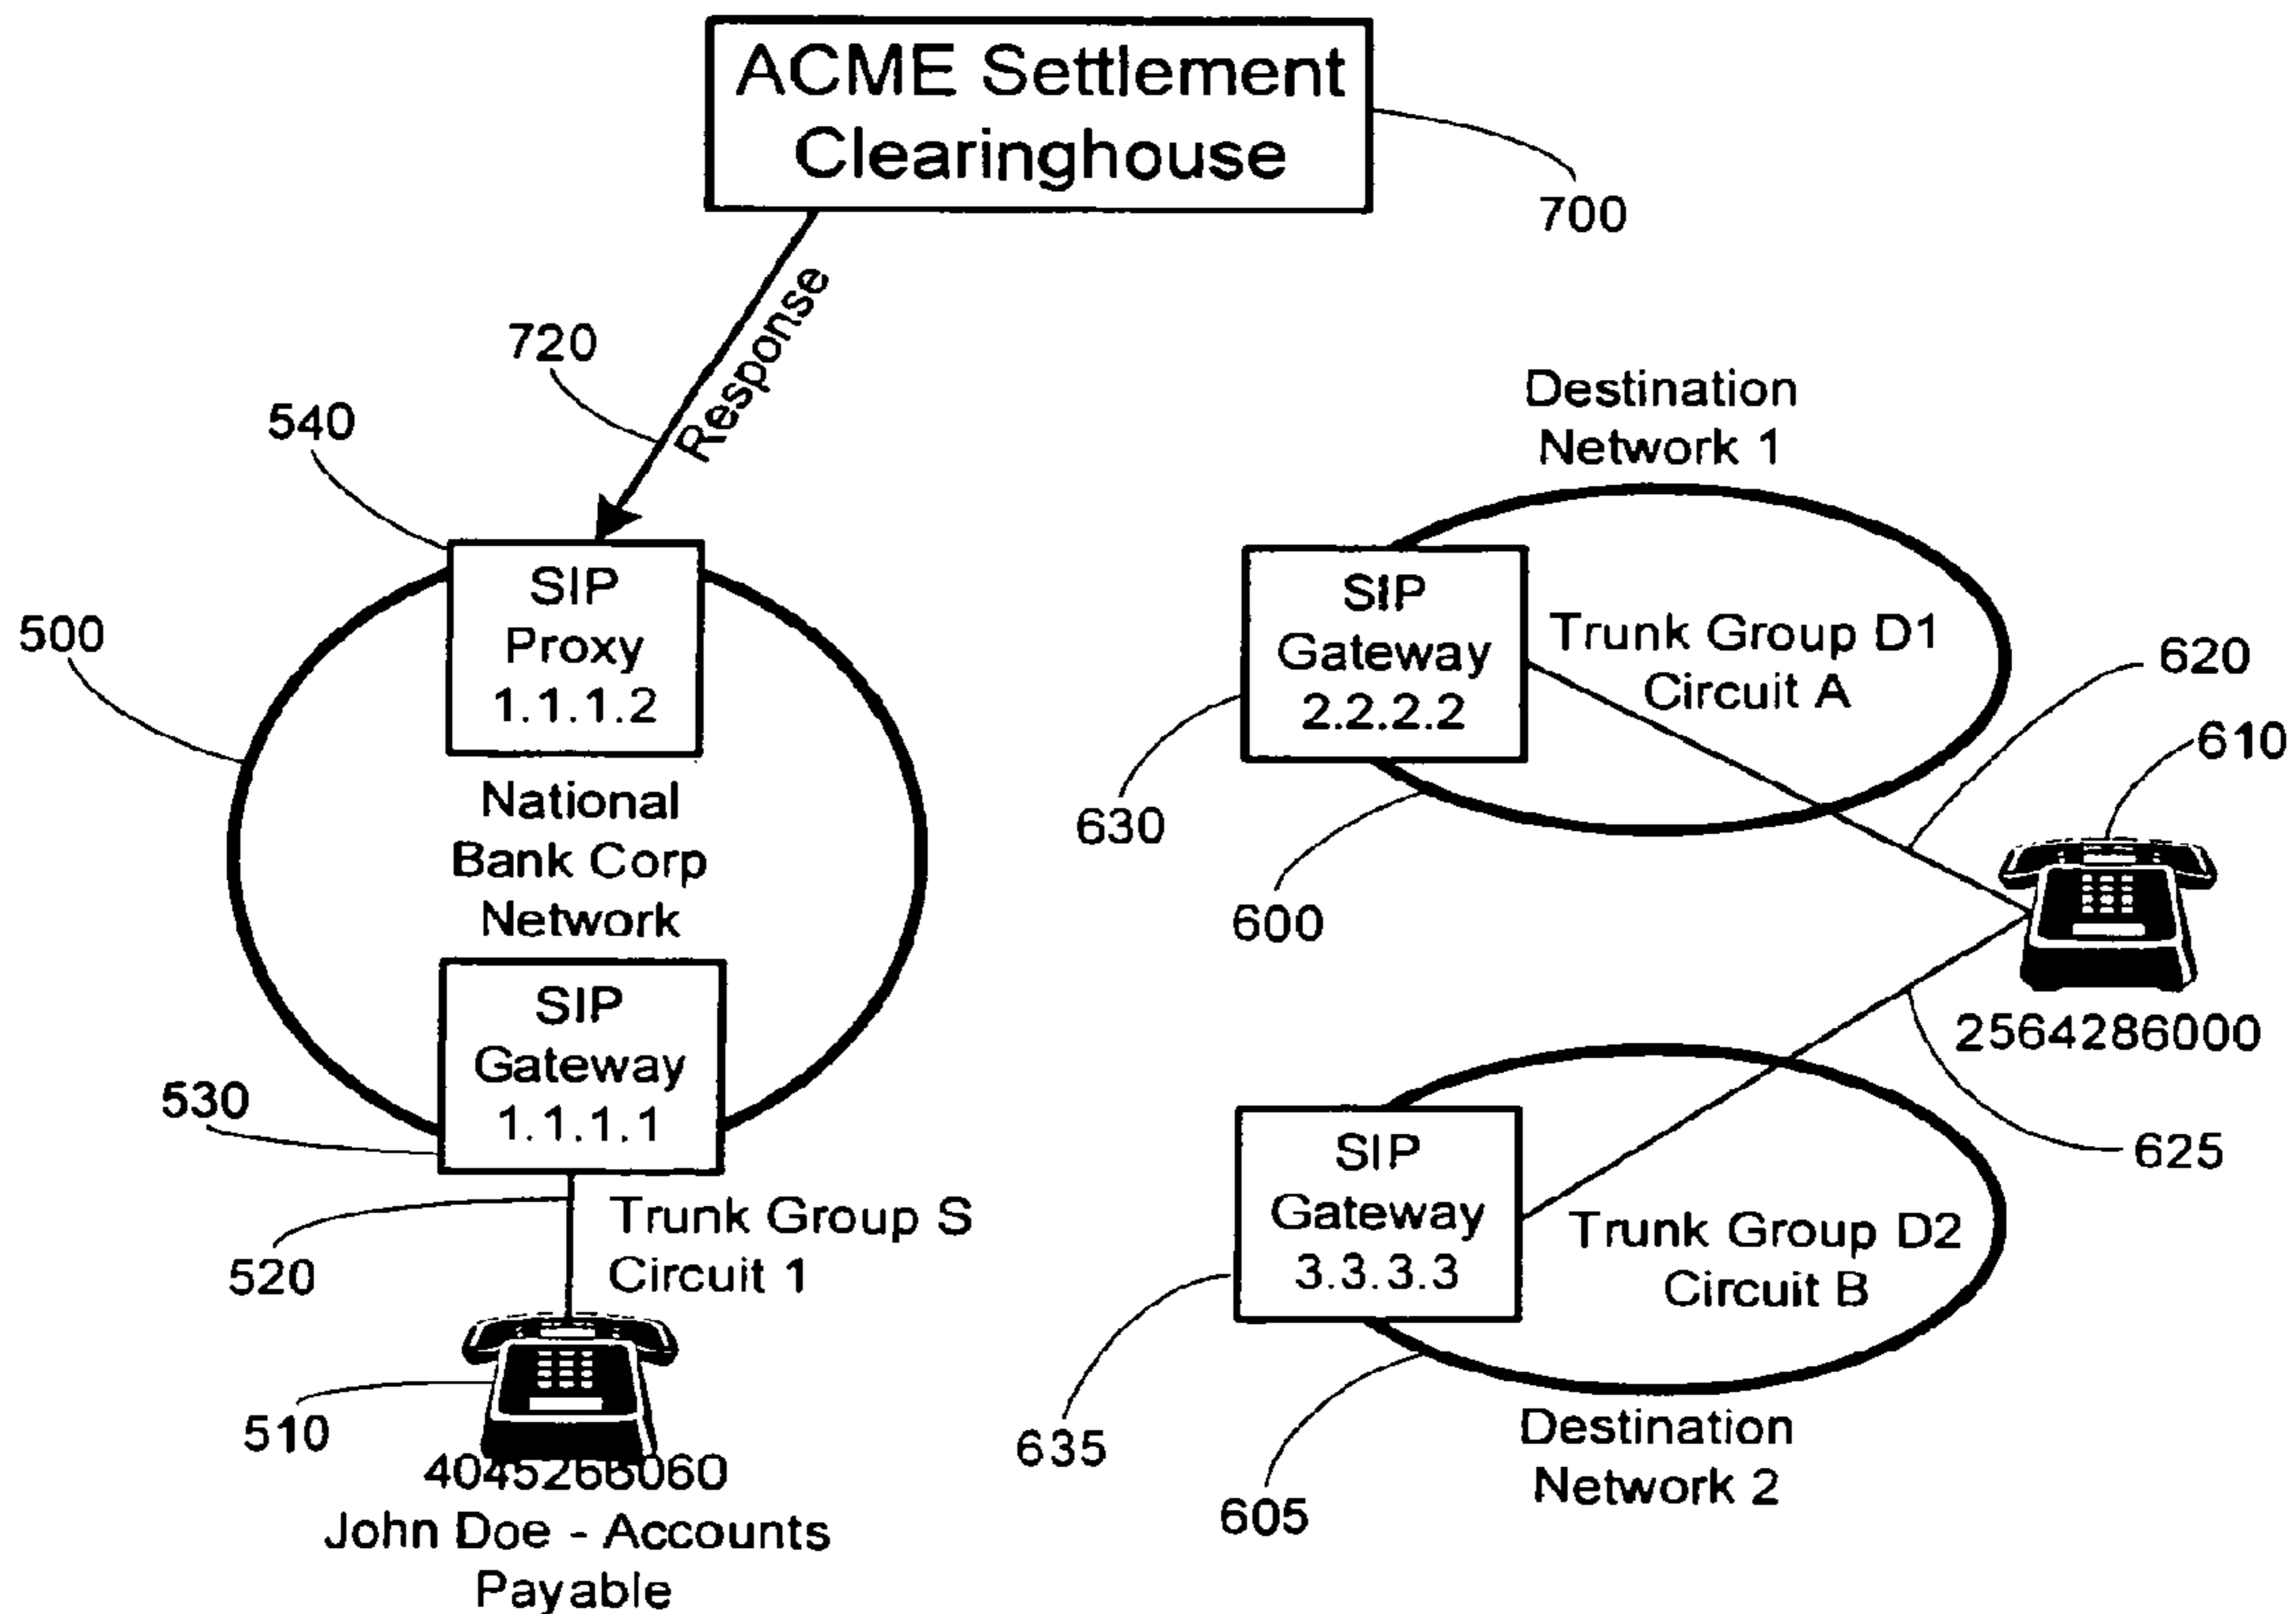 ACME Settlement
Clearinghouse
700
720
Response
540
Destination
Network 1
SIP
Proxy
1.1.1.2
500
SIP
Gateway
2.2.2.2
Trunk Group D1
Circuit A
620
610
630
National
Bank Corp
Network
600
2564286000
SIP
Gateway
1.1.1.1
530
SIP
Gateway
3.3.3.3
625
Trunk Group S
Circuit 1
520
Trunk Group D2
Circuit B
510
635
605
Destination
Network 2
John Doe - Accounts
Payable